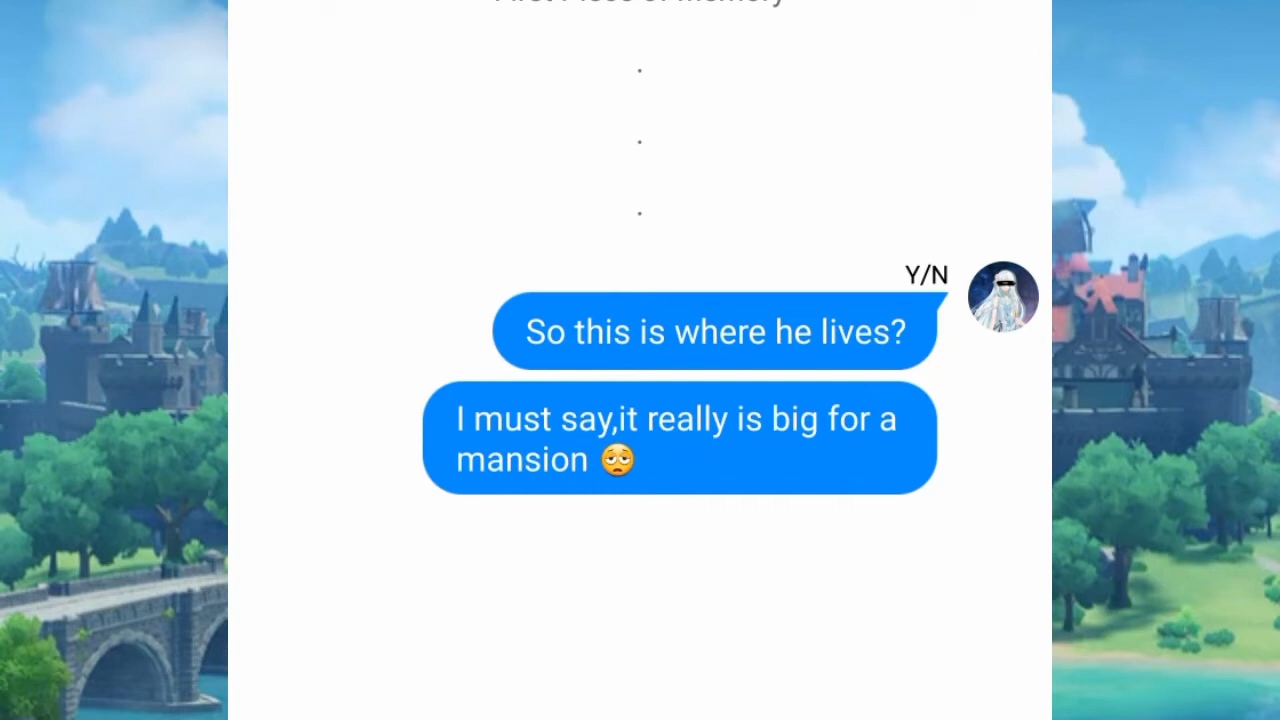 .
.
.
Y/N
So this is where he lives?
I must say,it really is big for a
mansion 😩